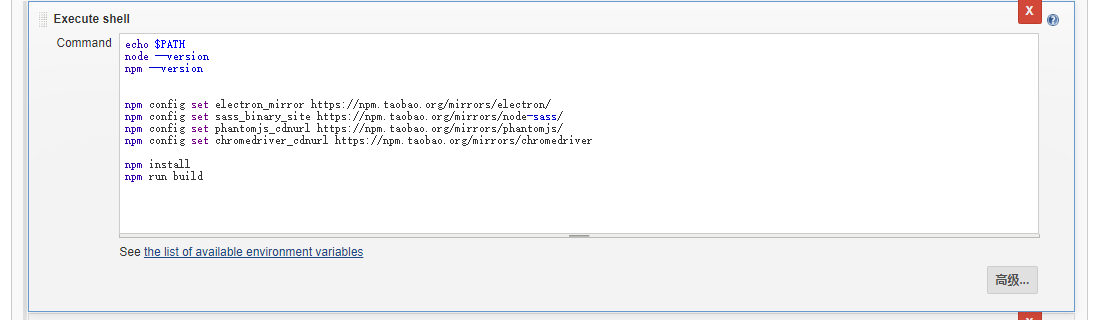 Execute shell
X
Command
echo $PATH
node --version
npm --version
npm config set electron_mirror https://npm.taobao.org/mirrors/electron/
npm config set sass_binary_site https://npm.taobao.org/mirrors/node-sass/
npm config set phantomjs_cdnurl https://npm.taobao.org/mirrors/phantomjs/
npm config set chromedriver_cdnurl https://npm.taobao.org/mirrors/chromedriver
npm install
npm run build
See the list of available environment variables
高级...